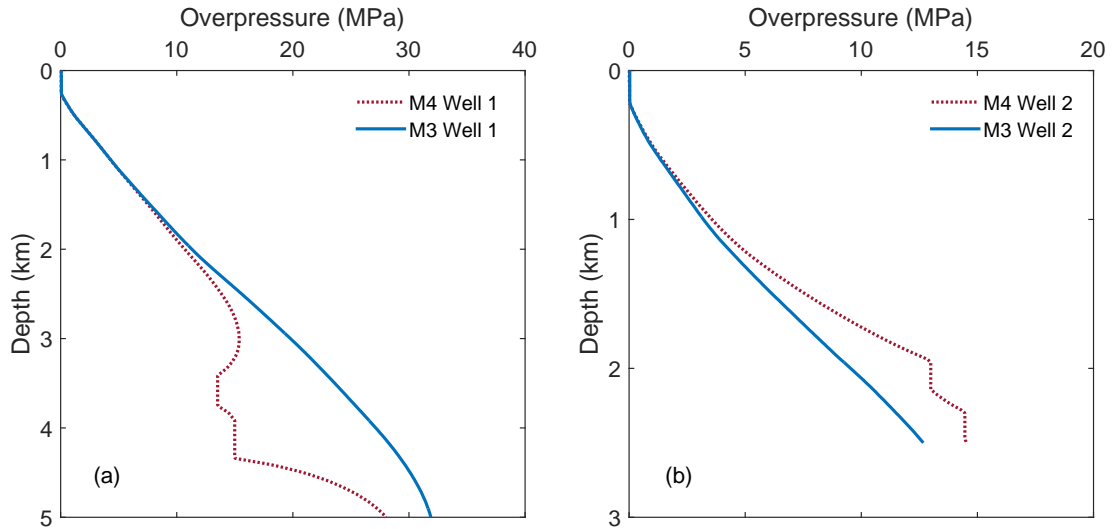 Overpressure (MPa)
0 10 20 30 40
0
1
2
3
4
5
Depth (km)
M4 Well 1
M3 Well 1
(a)
Overpressure (MPa)
0 5 10 15 20
0
1
2
3
Depth (km)
M4 Well 2
M3 Well 2
(b)